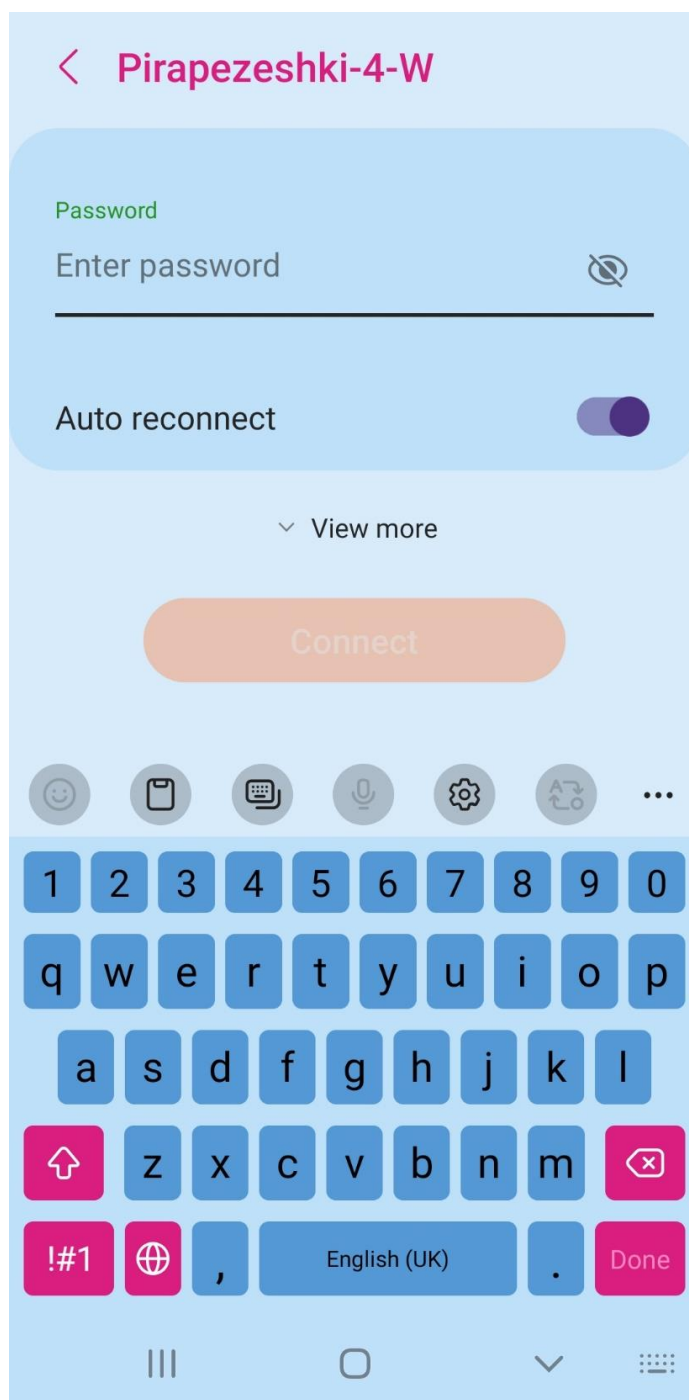 Pirapezeshki-4-W
Password
Enter password
Auto reconnect
View more
Connect
1 2 3 4 5 6 7 8 9 0
q w e r t y u i o p
a s d f g h j k l
z x c v b n m
!#1 , English (UK) . Done